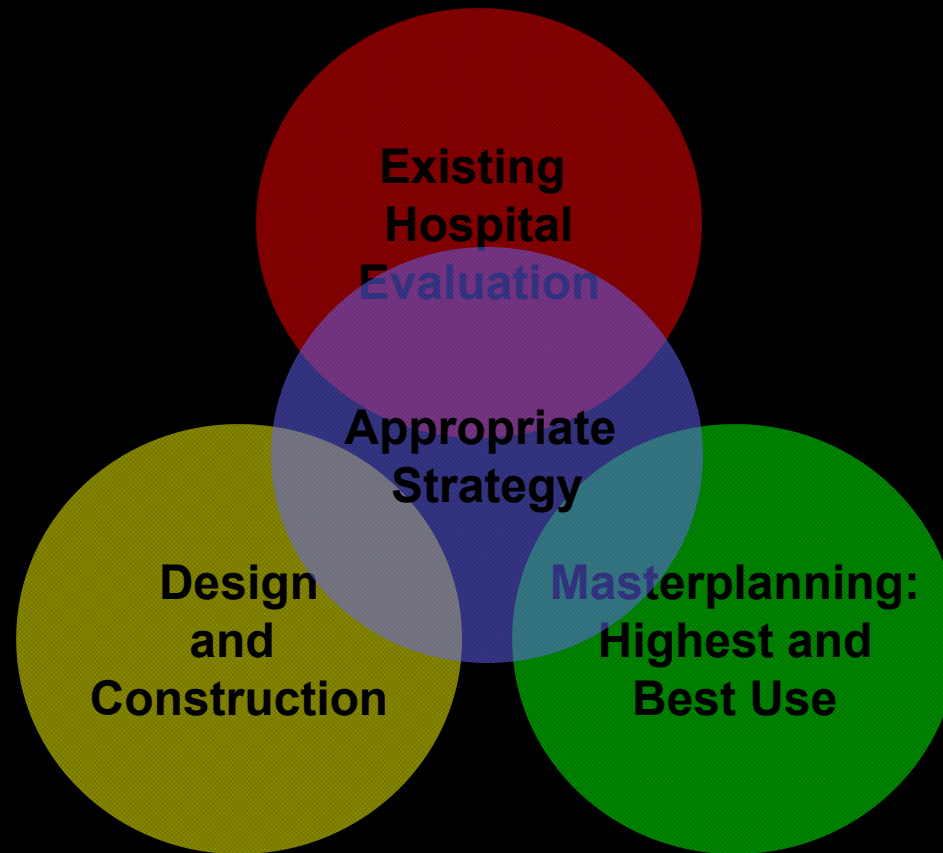 Existing
Hospital
Evaluation
Appropriate
Strategy
Design
and
Construction
Masterplanning:
Highest and
Best Use